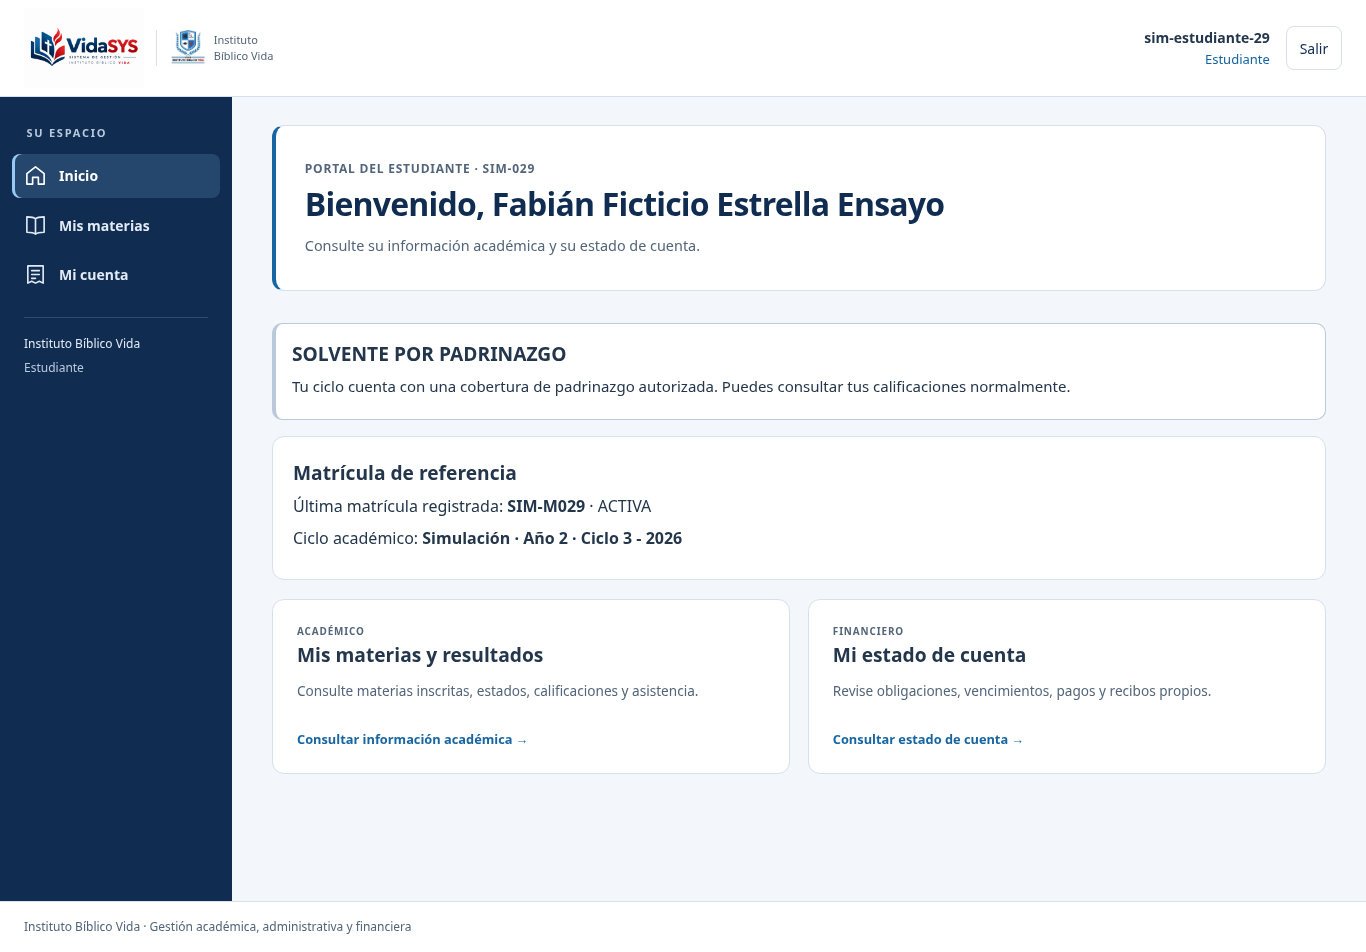 VidaSYS
SISTEMA DE GESTIÓN
INSTITUTO BÍBLICO VIDA
Instituto
Bíblico Vida
sim-estudiante-29
Estudiante
Salir
SU ESPACIO
Inicio
Mis materias
Mi cuenta
Instituto Bíblico Vida
Estudiante
PORTAL DEL ESTUDIANTE · SIM-029
Bienvenido, Fabián Ficticio Estrella Ensayo
Consulte su información académica y su estado de cuenta.
SOLVENTE POR PADRINAZGO
Tu ciclo cuenta con una cobertura de padrinazgo autorizada. Puedes consultar tus calificaciones normalmente.
Matrícula de referencia
Última matrícula registrada: SIM-M029 · ACTIVA
Ciclo académico: Simulación · Año 2 · Ciclo 3 - 2026
ACADÉMICO
Mis materias y resultados
Consulte materias inscritas, estados, calificaciones y asistencia.
Consultar información académica →
FINANCIERO
Mi estado de cuenta
Revise obligaciones, vencimientos, pagos y recibos propios.
Consultar estado de cuenta →
Instituto Bíblico Vida · Gestión académica, administrativa y financiera